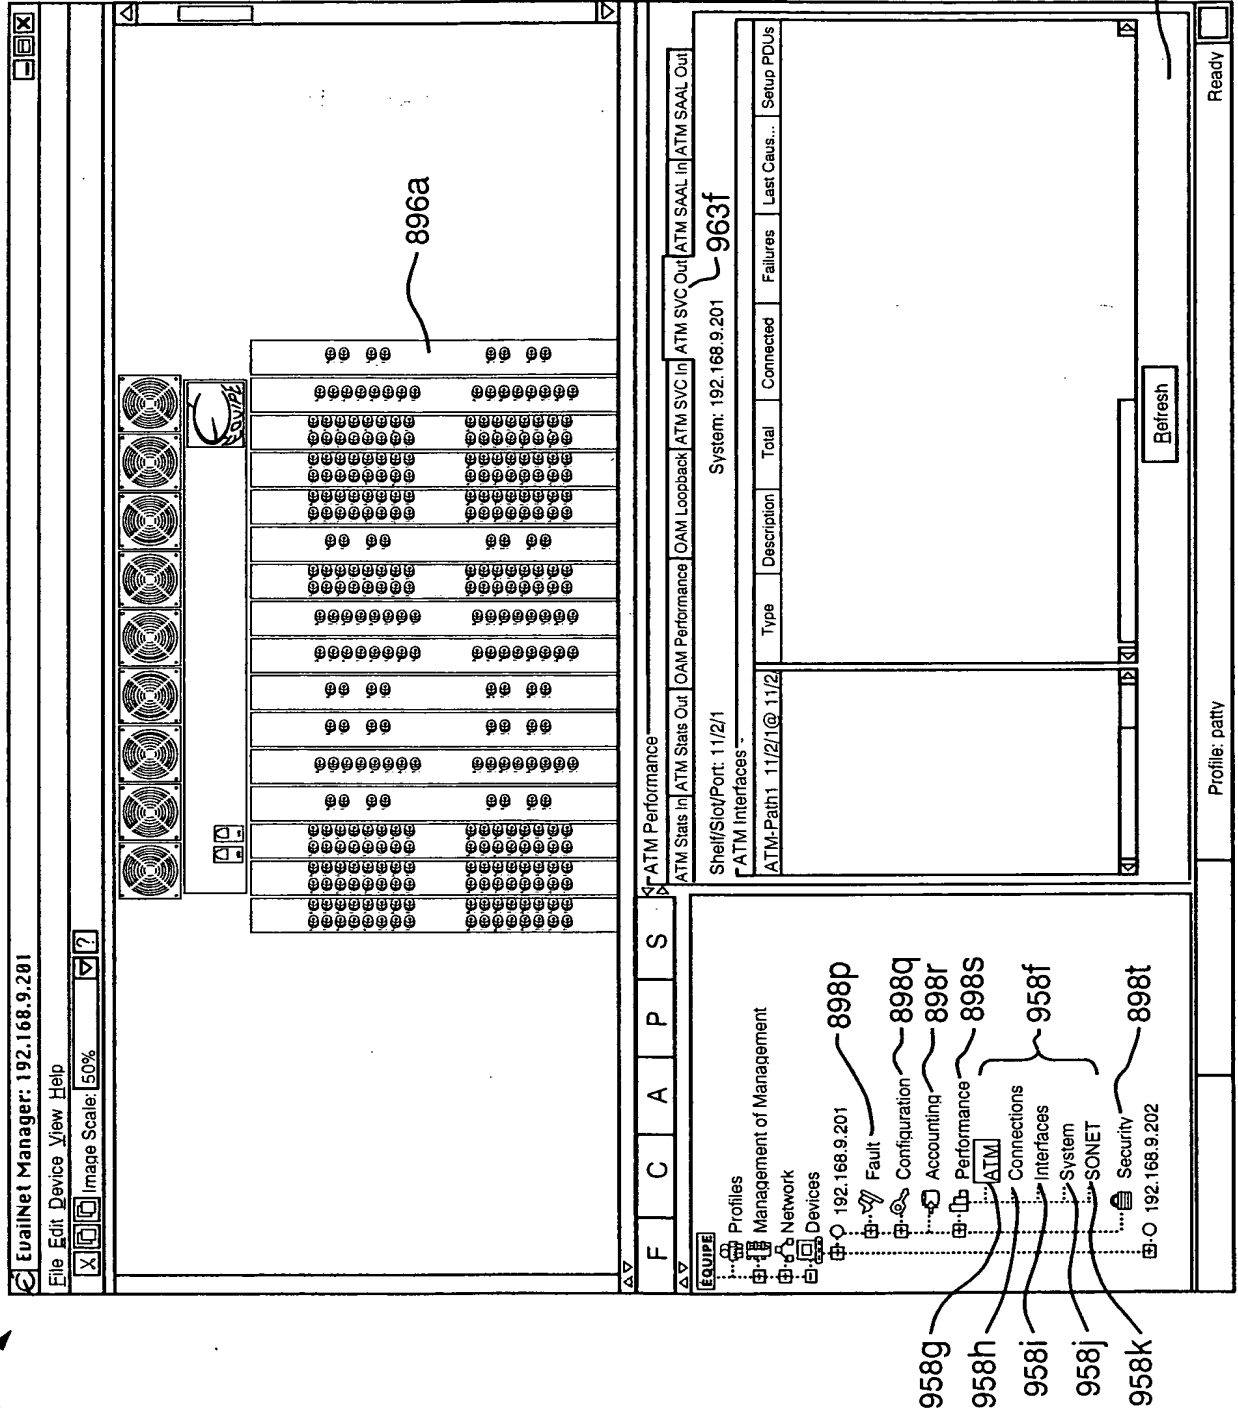 EvailNet Manager: 192.168.9.201
File Edit Device View Help
X Image Scale: 50% ?
896a
F C A P S
EQUIPE
Profiles
Management of Management
Network
Devices
192.168.9.201
Fault
898p
Configuration
898q
Accounting
898r
Performance
898s
ATM
Connections
Interfaces
System
SONET
958f
Security
898t
192.168.9.202
958g
958h
958i
958j
958k
ATM Performance
ATM Stats In ATM Stats Out OAM Performance OAM Loopback ATM SVC In ATM SVC Out ATM SAAL In ATM SAAL Out
963f
Shelf/Slot/Port: 11/2/1 System: 192.168.9.201
ATM Interfaces -
ATM-Path1 11/2/1@ 11/2/ Type Description Total Connected Failures Last Caus... Setup PDUs
Refresh
Profile: patty Ready